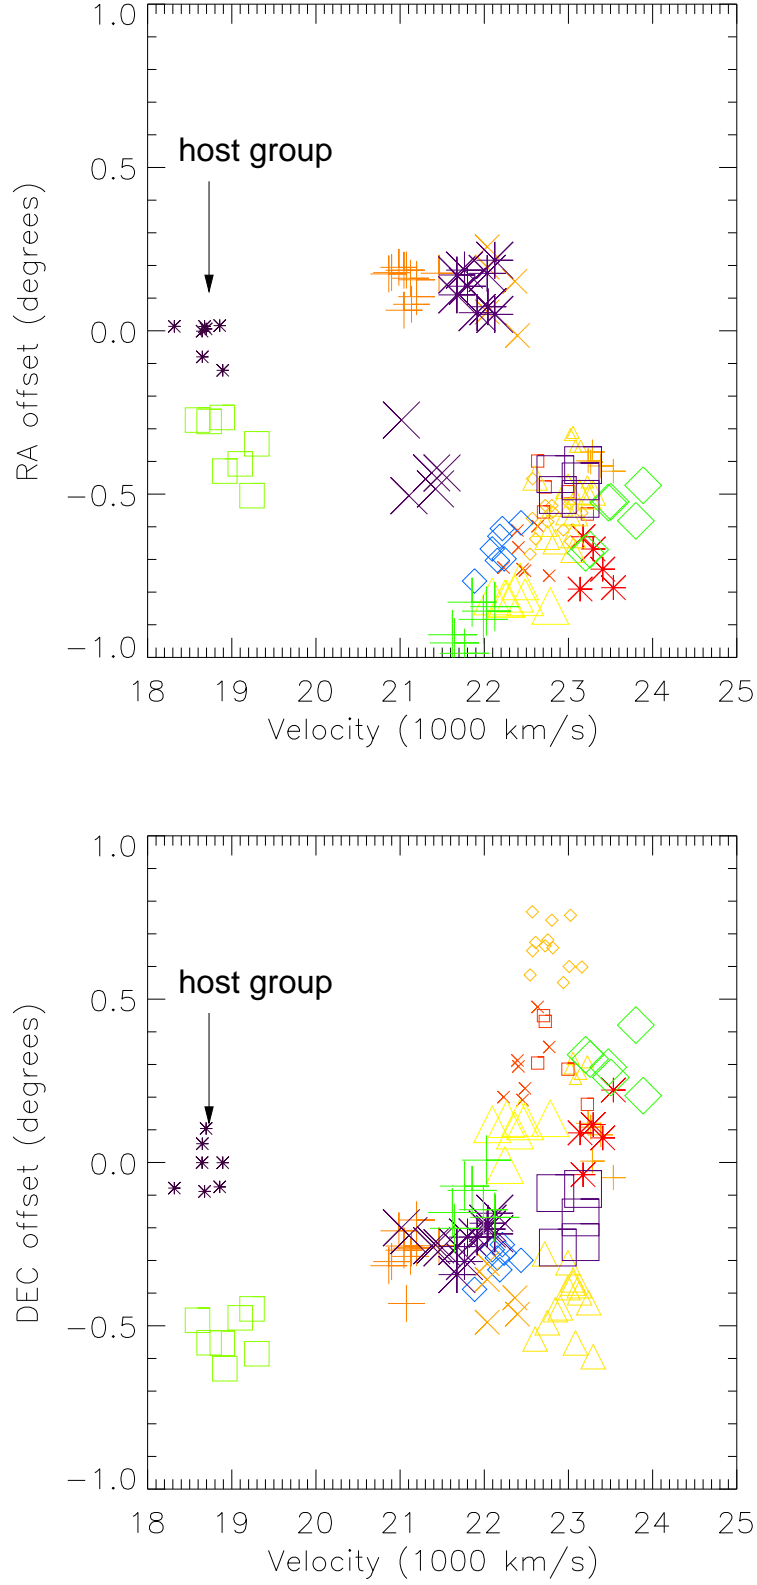 1.0
host group
0.5
0.0
−0.5
−1.0
RA offset (degrees)
18 19 20 21 22 23 24 25
Velocity (1000 km/s)
1.0
host group
0.5
0.0
−0.5
−1.0
DEC offset (degrees)
18 19 20 21 22 23 24 25
Velocity (1000 km/s)